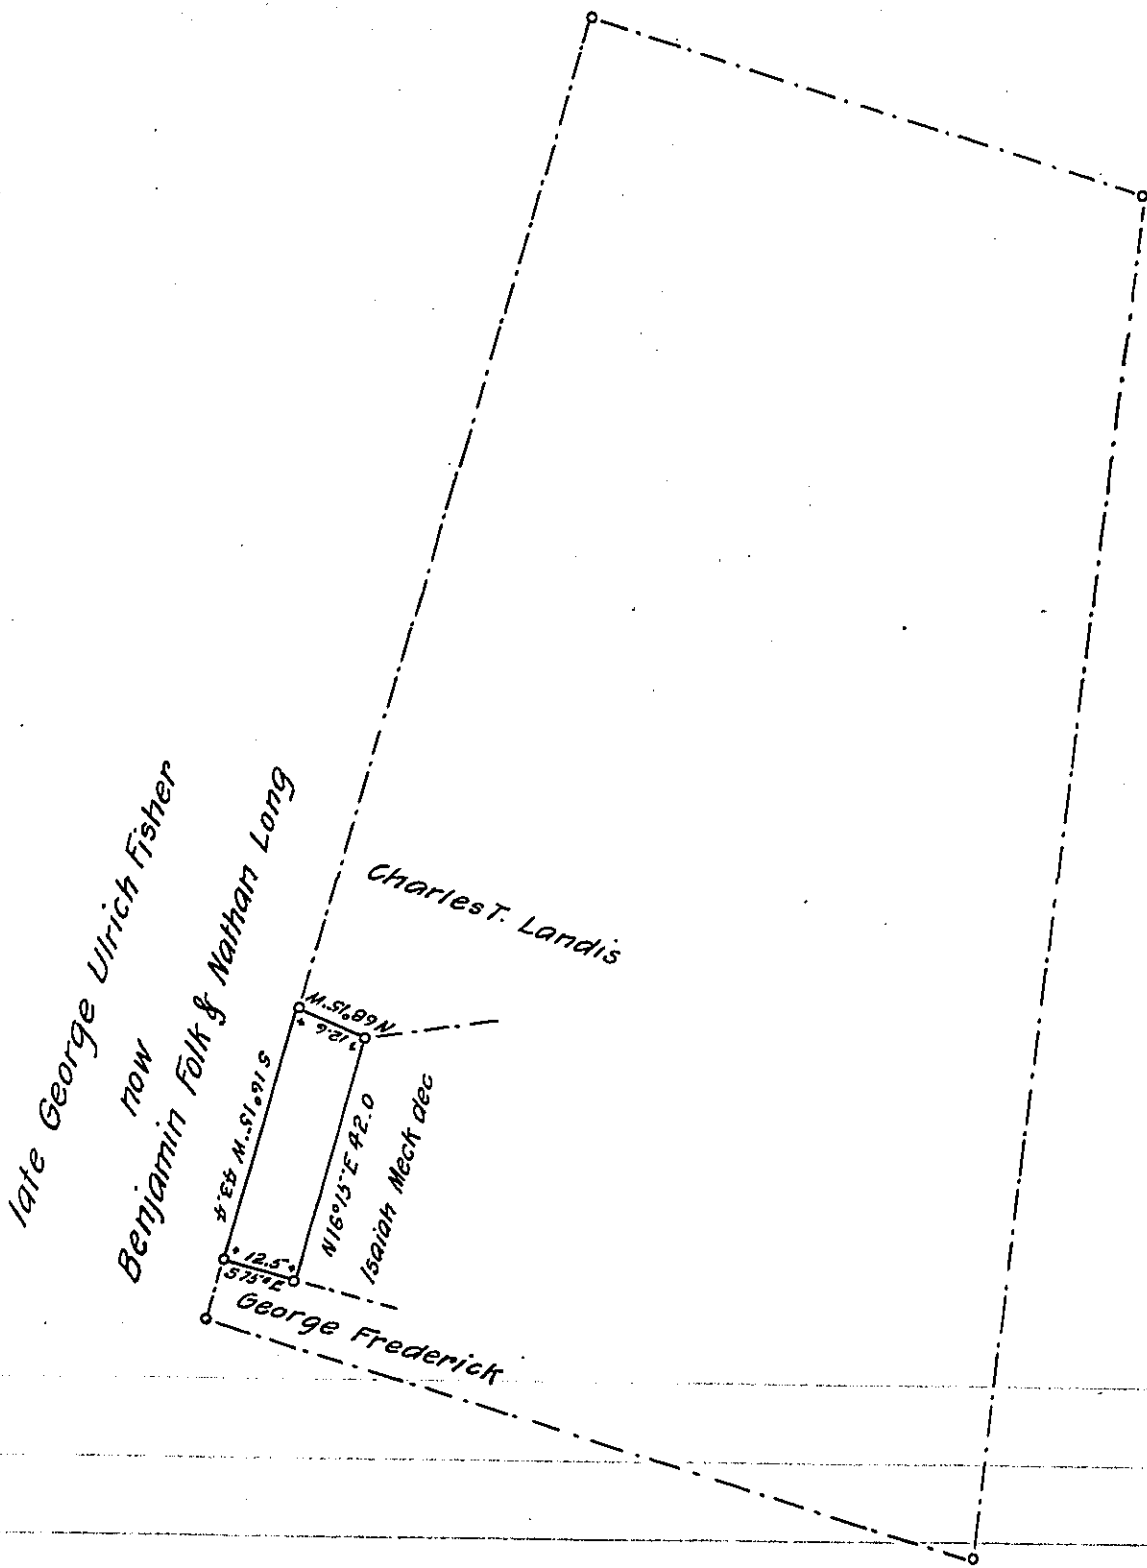 late George Ulrich Fisher
now
Benjamin Folk & Nathan Long
Charles T. Landis
N68°15'W
12.6
S16°15'W 43.4
N16°15'E 42.0
Isaiah Meck dec
12.5
S75°E
George Frederick